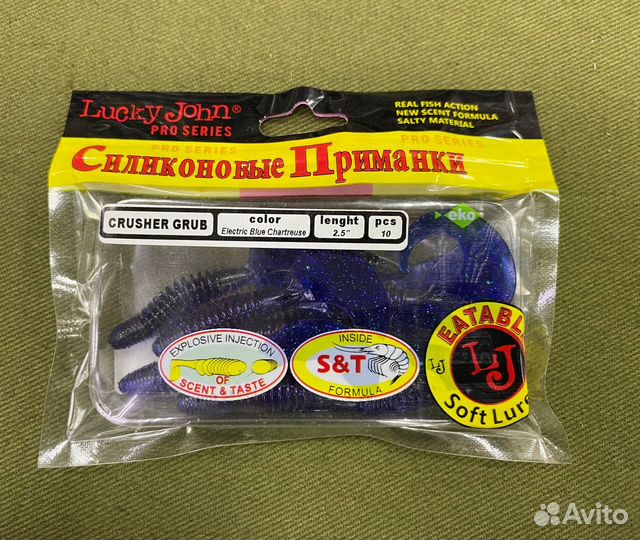 Lucky John®
PRO SERIES
REAL FISH ACTION
NEW SCENT FORMULA
SALTY MATERIAL
PRO SERIES
PRO SERIES
Силиконовые Приманки
CRUSHER GRUB
color
Electric Blue Chartreuse
lenght
2.5"
pcs
10
eko
EXPLOSIVE INJECTION
OF
SCENT & TASTE
INSIDE
S&T
FORMULA
EATABL
LJ
LJ
Soft Lure
Avito